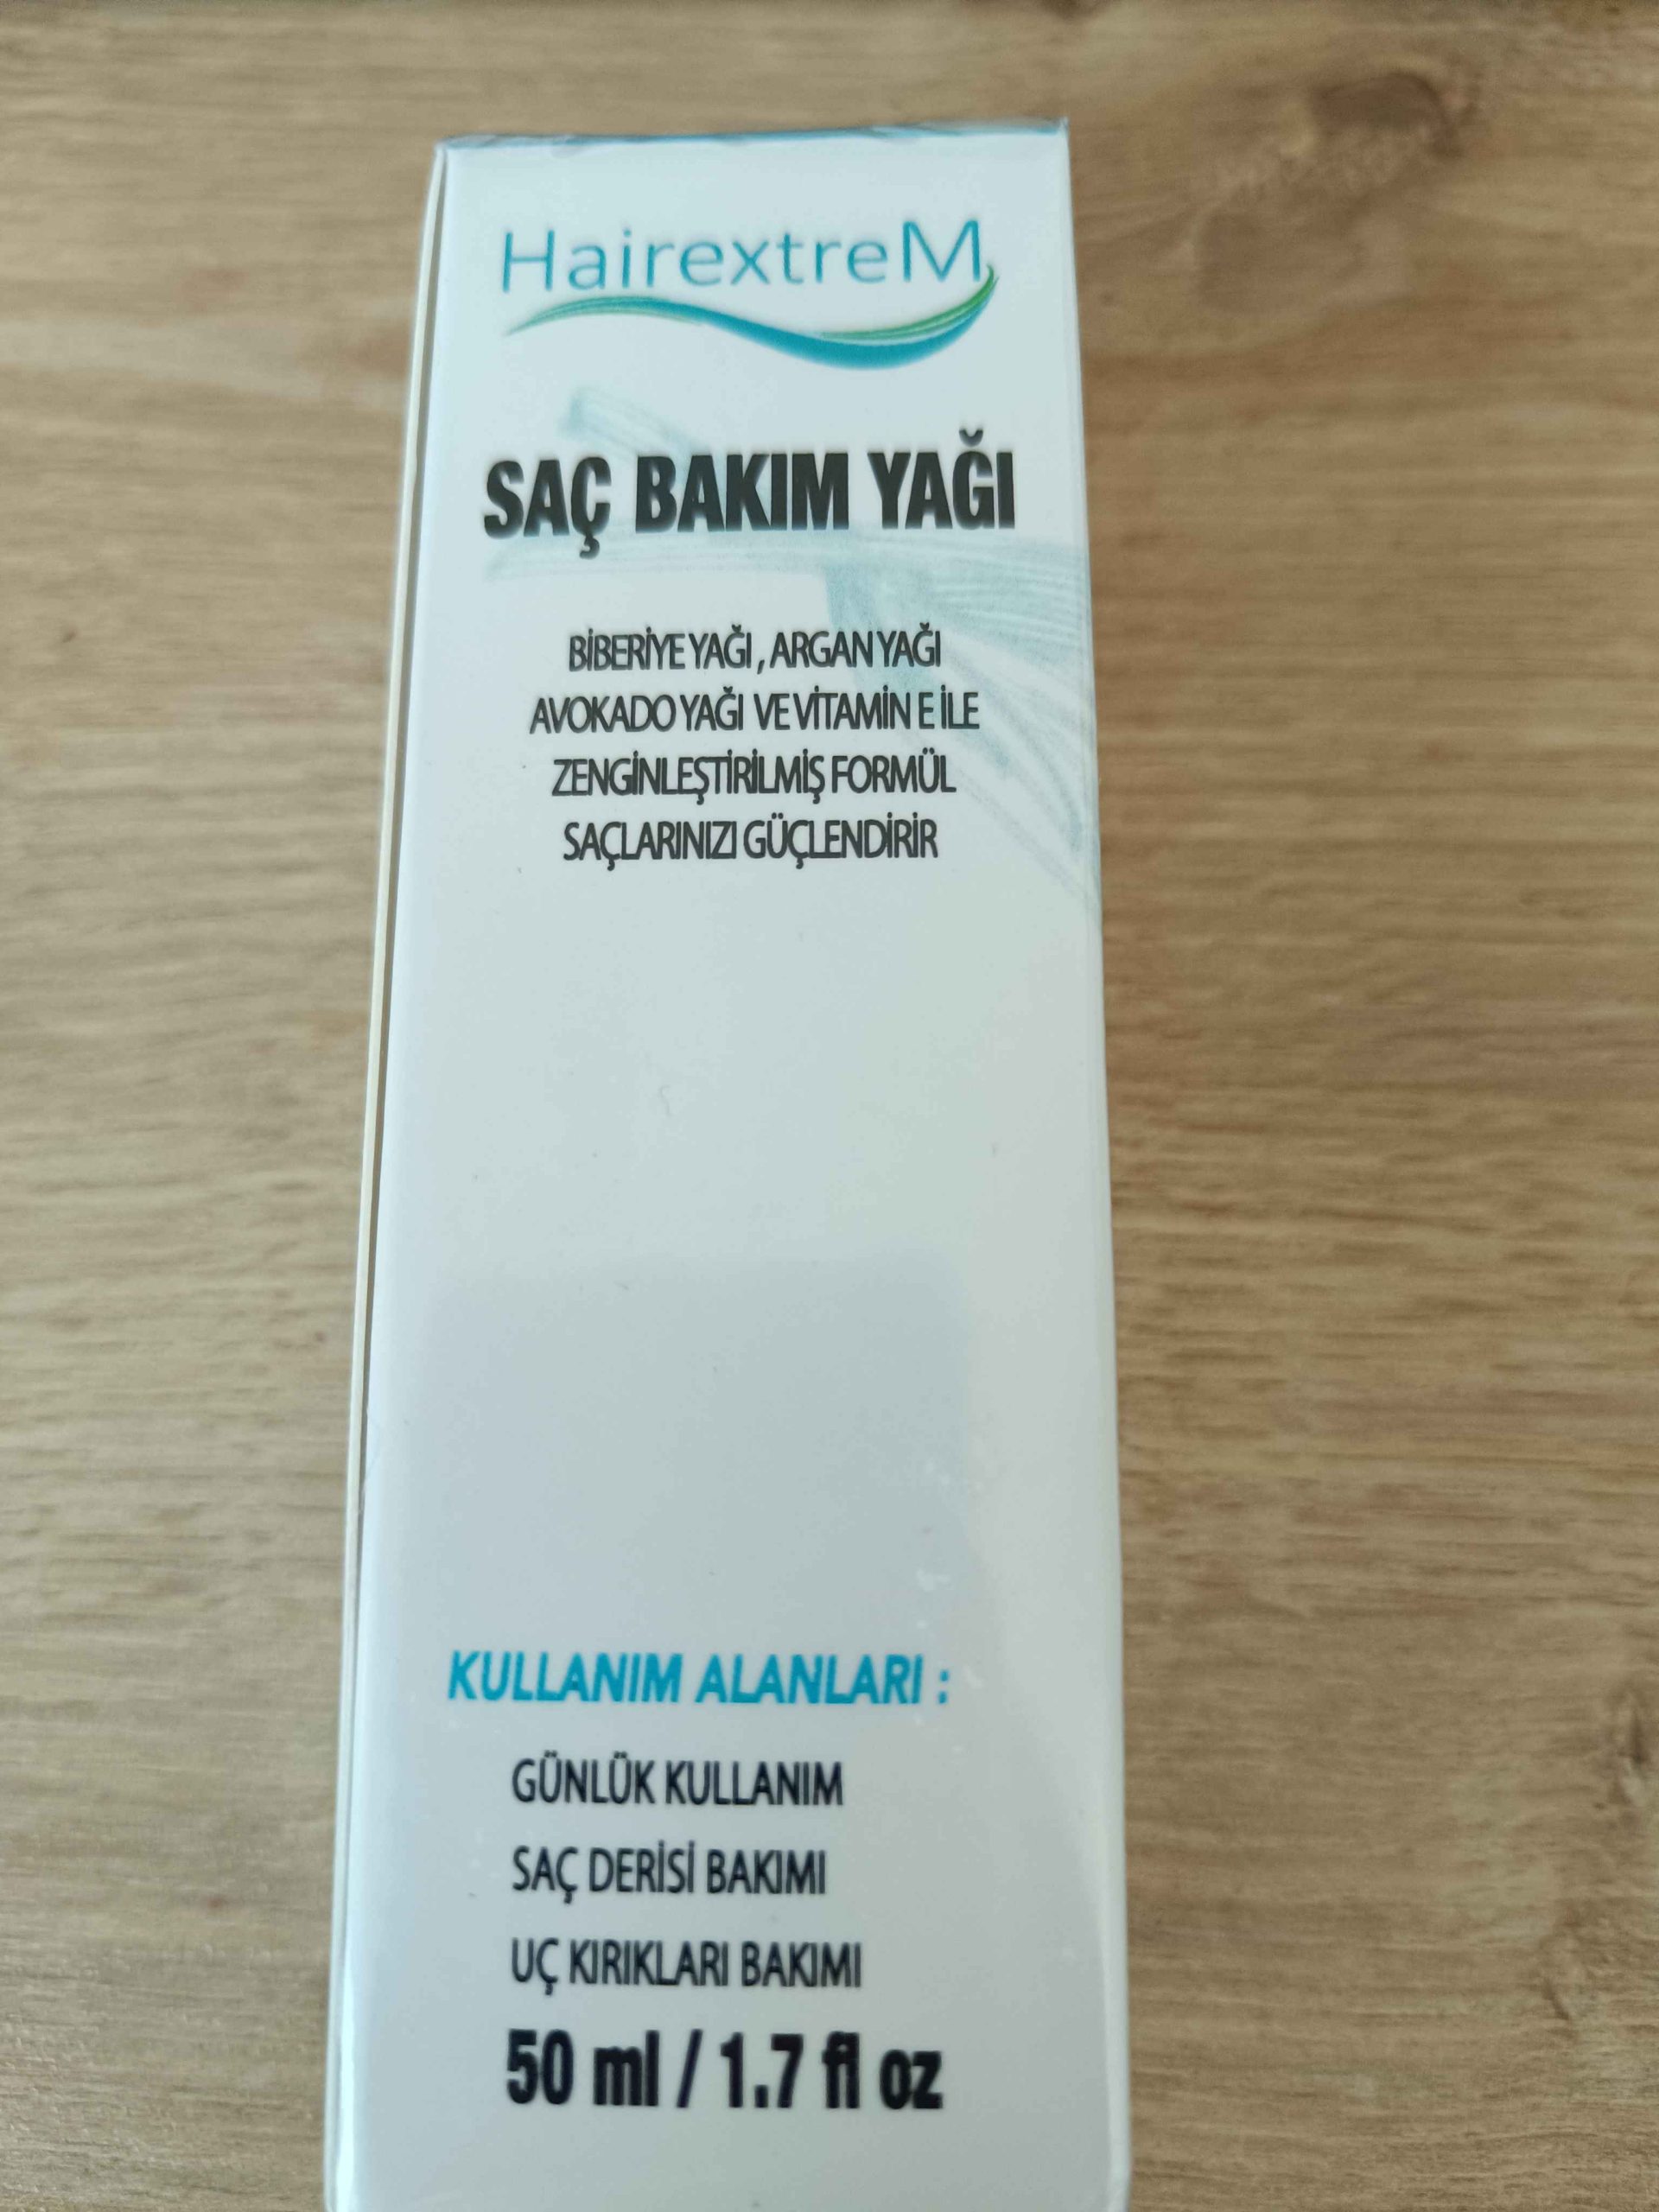 HairextreM
SAÇ BAKIM YAĞI
BİBERİYE YAĞI , ARGAN YAĞI
AVOKADO YAĞI VE VİTAMİN E İLE
ZENGİNLEŞTİRİLMİŞ FORMÜL
SAÇLARINIZI GÜÇLENDİRİR
KULLANIM ALANLARI :
GÜNLÜK KULLANIM
SAÇ DERİSİ BAKIMI
UÇ KIRIKLARI BAKIMI
50 ml / 1.7 fl oz